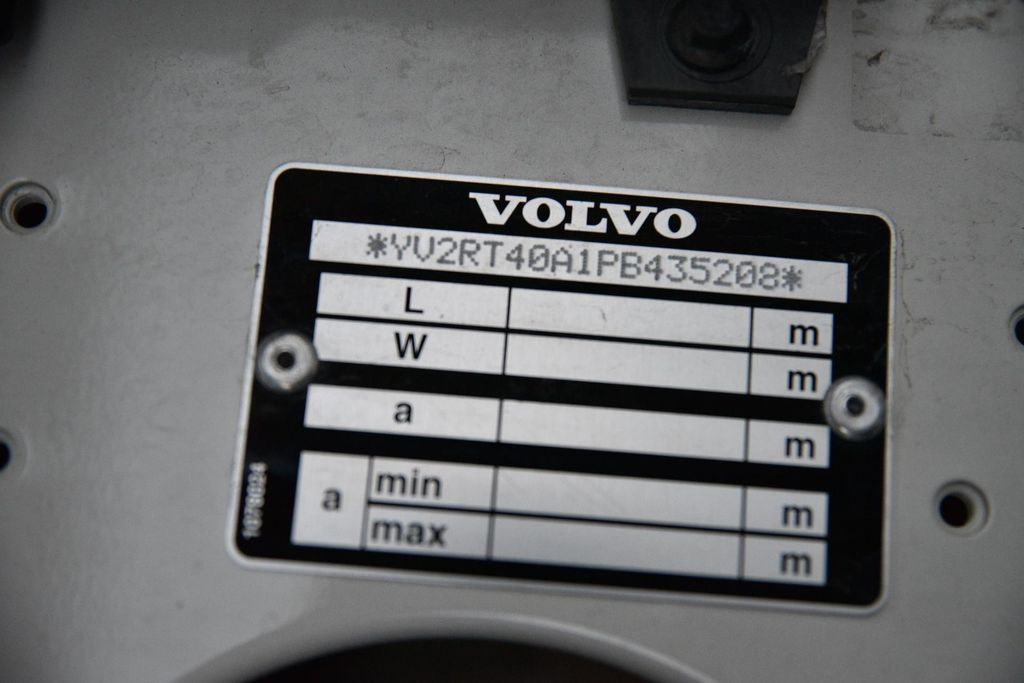 VOLVO
*YV2RT40A1PB435208*
L m
W m
a m
a min m
max m